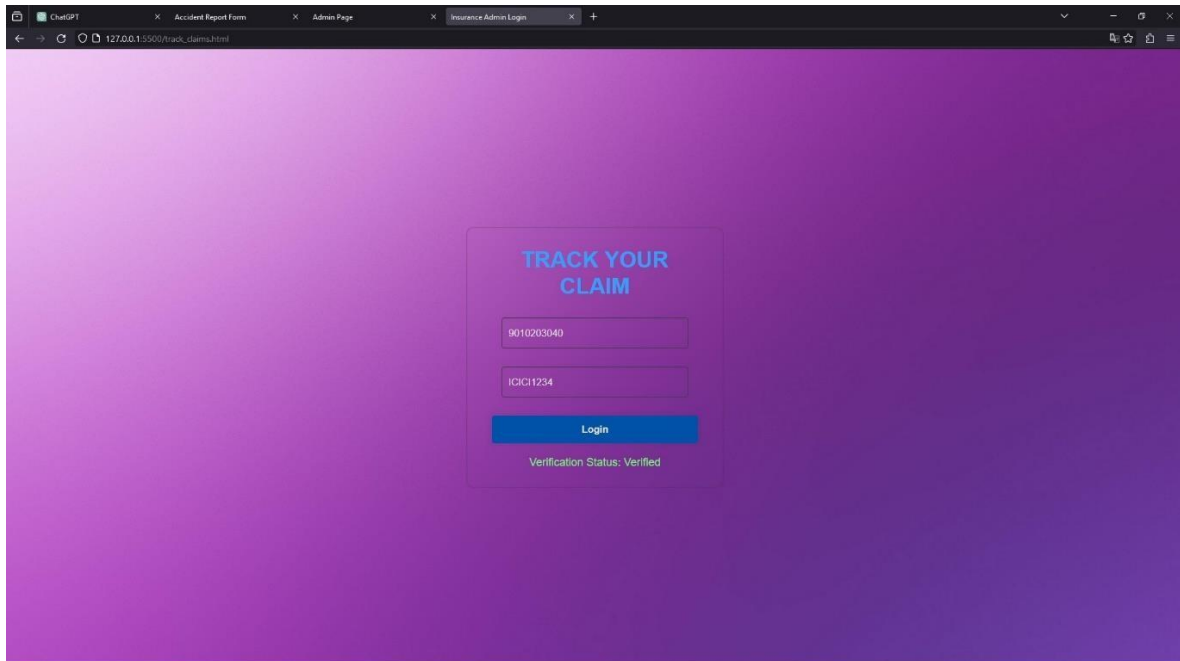 ChatGPT
Accident Report Form
Admin Page
Insurance Admin Login
127.0.0.1:5500/track_claims.html
TRACK YOUR
CLAIM
9010203040
ICICI1234
Login
Verification Status: Verified